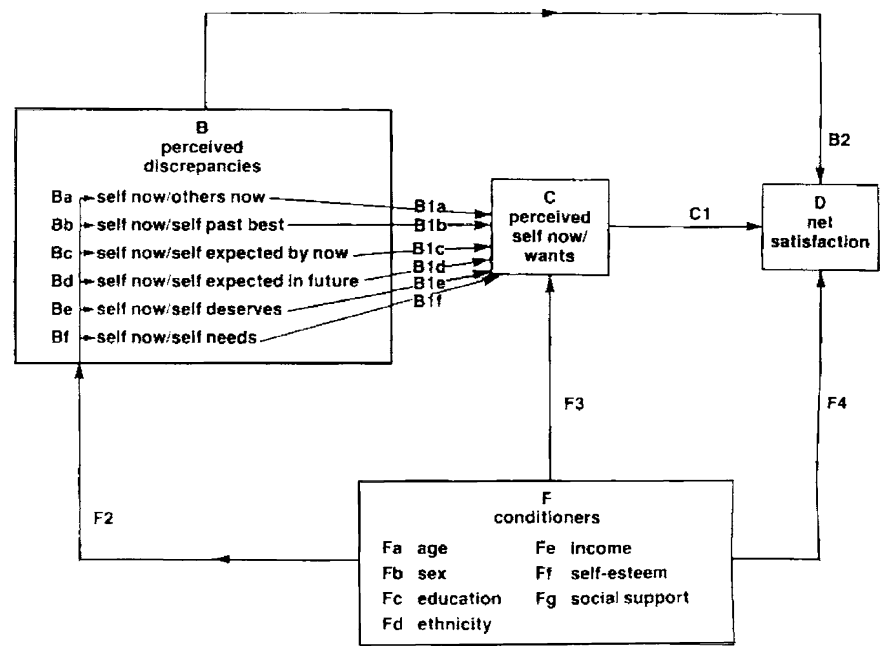 B
perceived
discrepancies
Ba self now/others now
Bb self now/self past best
Bc self now/self expected by now
Bd self now/self expected in future
Be self now/self deserves
Bf self now/self needs
B1a
B1b
B1c
B1d
B1e
B1f
C
perceived
self now/
wants
C1
B2
D
net
satisfaction
F2
F3
F4
F
conditioners
Fa age
Fb sex
Fc education
Fd ethnicity
Fe income
Ff self-esteem
Fg social support